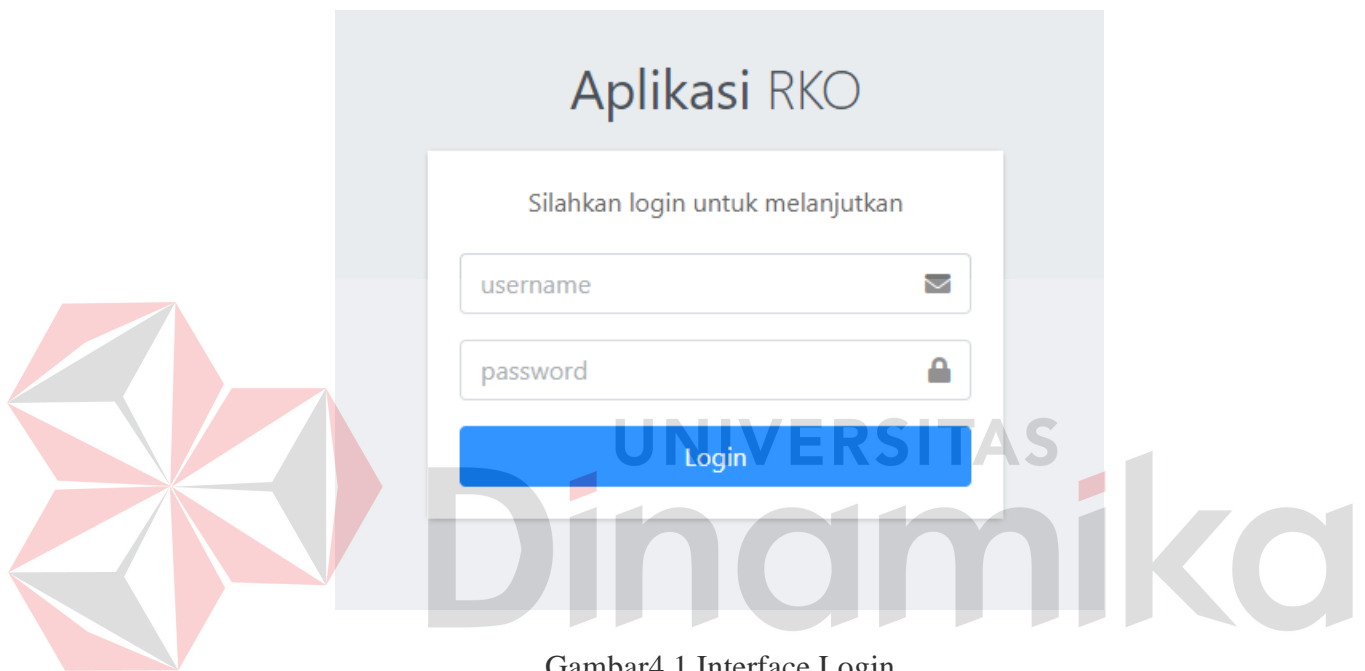 Aplikasi RKO
Silahkan login untuk melanjutkan
username
password
Login
UNIVERSITAS
Dinamika
Gambar4.1 Interface Login